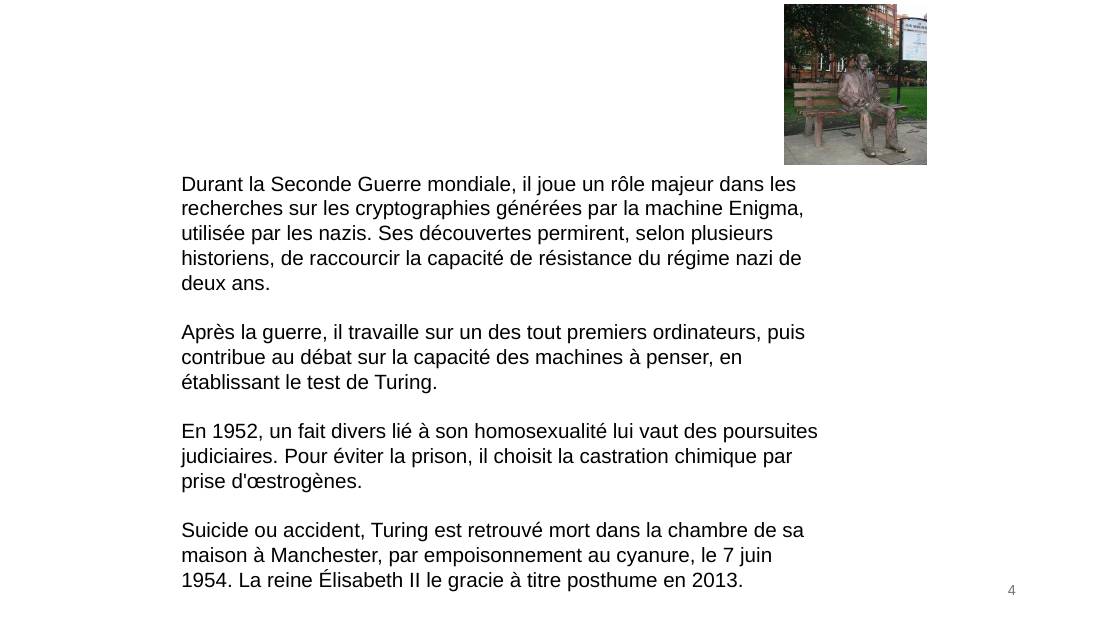 Durant la Seconde Guerre mondiale, il joue un rôle majeur dans les
recherches sur les cryptographies générées par la machine Enigma,
utilisée par les nazis. Ses découvertes permirent, selon plusieurs
historiens, de raccourcir la capacité de résistance du régime nazi de
deux ans.
Après la guerre, il travaille sur un des tout premiers ordinateurs, puis
contribue au débat sur la capacité des machines à penser, en
établissant le test de Turing.
En 1952, un fait divers lié à son homosexualité lui vaut des poursuites
judiciaires. Pour éviter la prison, il choisit la castration chimique par
prise d'œstrogènes.
Suicide ou accident, Turing est retrouvé mort dans la chambre de sa
maison à Manchester, par empoisonnement au cyanure, le 7 juin
1954. La reine Élisabeth II le gracie à titre posthume en 2013.
4